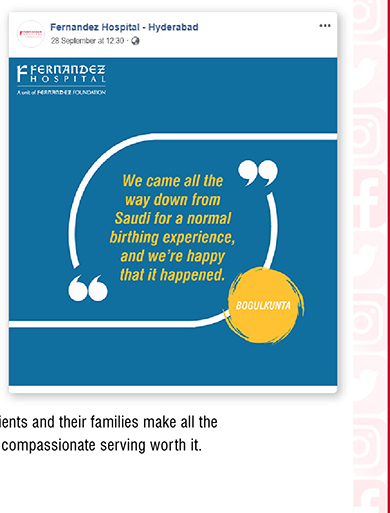 Fernandez Hospital - Hyderabad
28 September at 12:30 ·
FERNANDEZ
HOSPITAL
A unit of FERNANDEZ FOUNDATION
We came all the
way down from
Saudi for a normal
birthing experience,
and we're happy
that it happened.
BOGULKUNTA
ients and their families make all the
compassionate serving worth it.